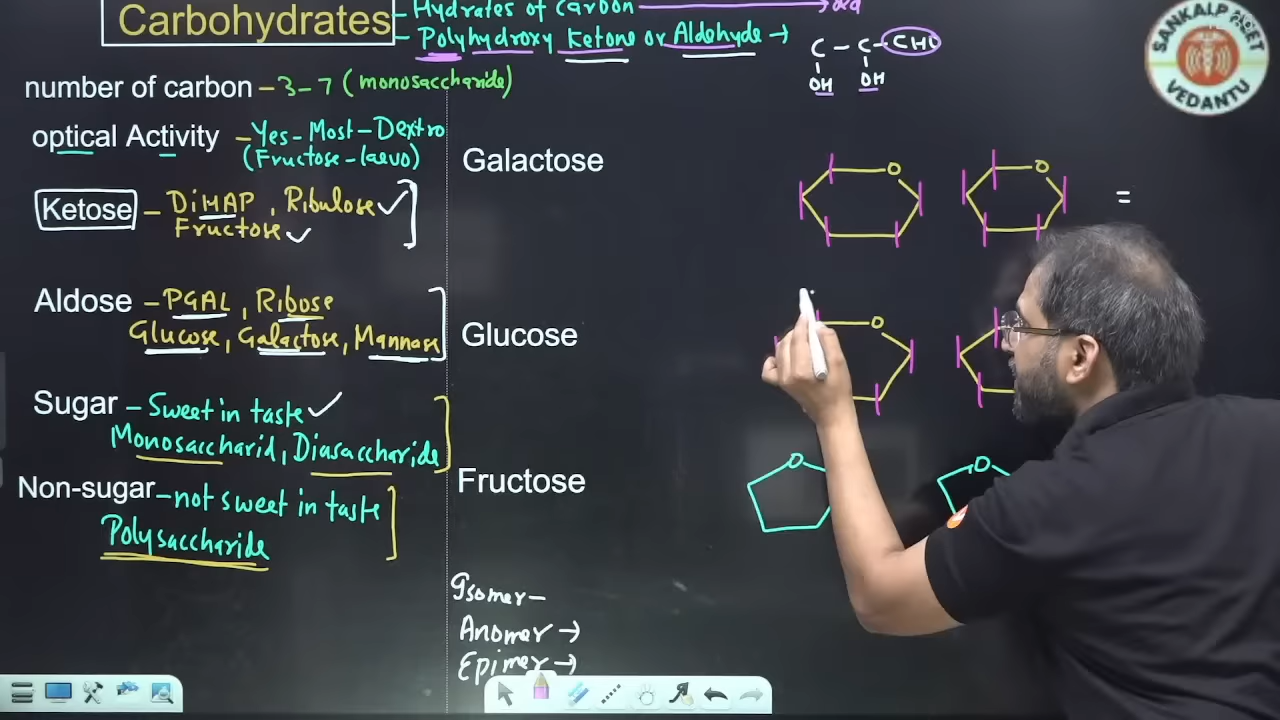 Carbohydrates
- Hydrates of carbon
- Polyhydroxy Ketone or Aldehyde →
C - C - CHO
OH OH
number of carbon - 3-7 (monosaccharide)
optical Activity - Yes - Most - Dextro
(Fructose - laevo)
Ketose - DiHAP, Ribulose
Fructose
Aldose - PGAL, Ribose
Glucose, Galactose, Mannose
Sugar - Sweet in taste
Monosaccharid, Diasaccharide
Non-sugar - not sweet in taste
Polysaccharide
Galactose
O O =
Glucose
O
Fructose
O O
Isomer -
Anomer →
Epimer →
SANKALP NEET
VEDANTU